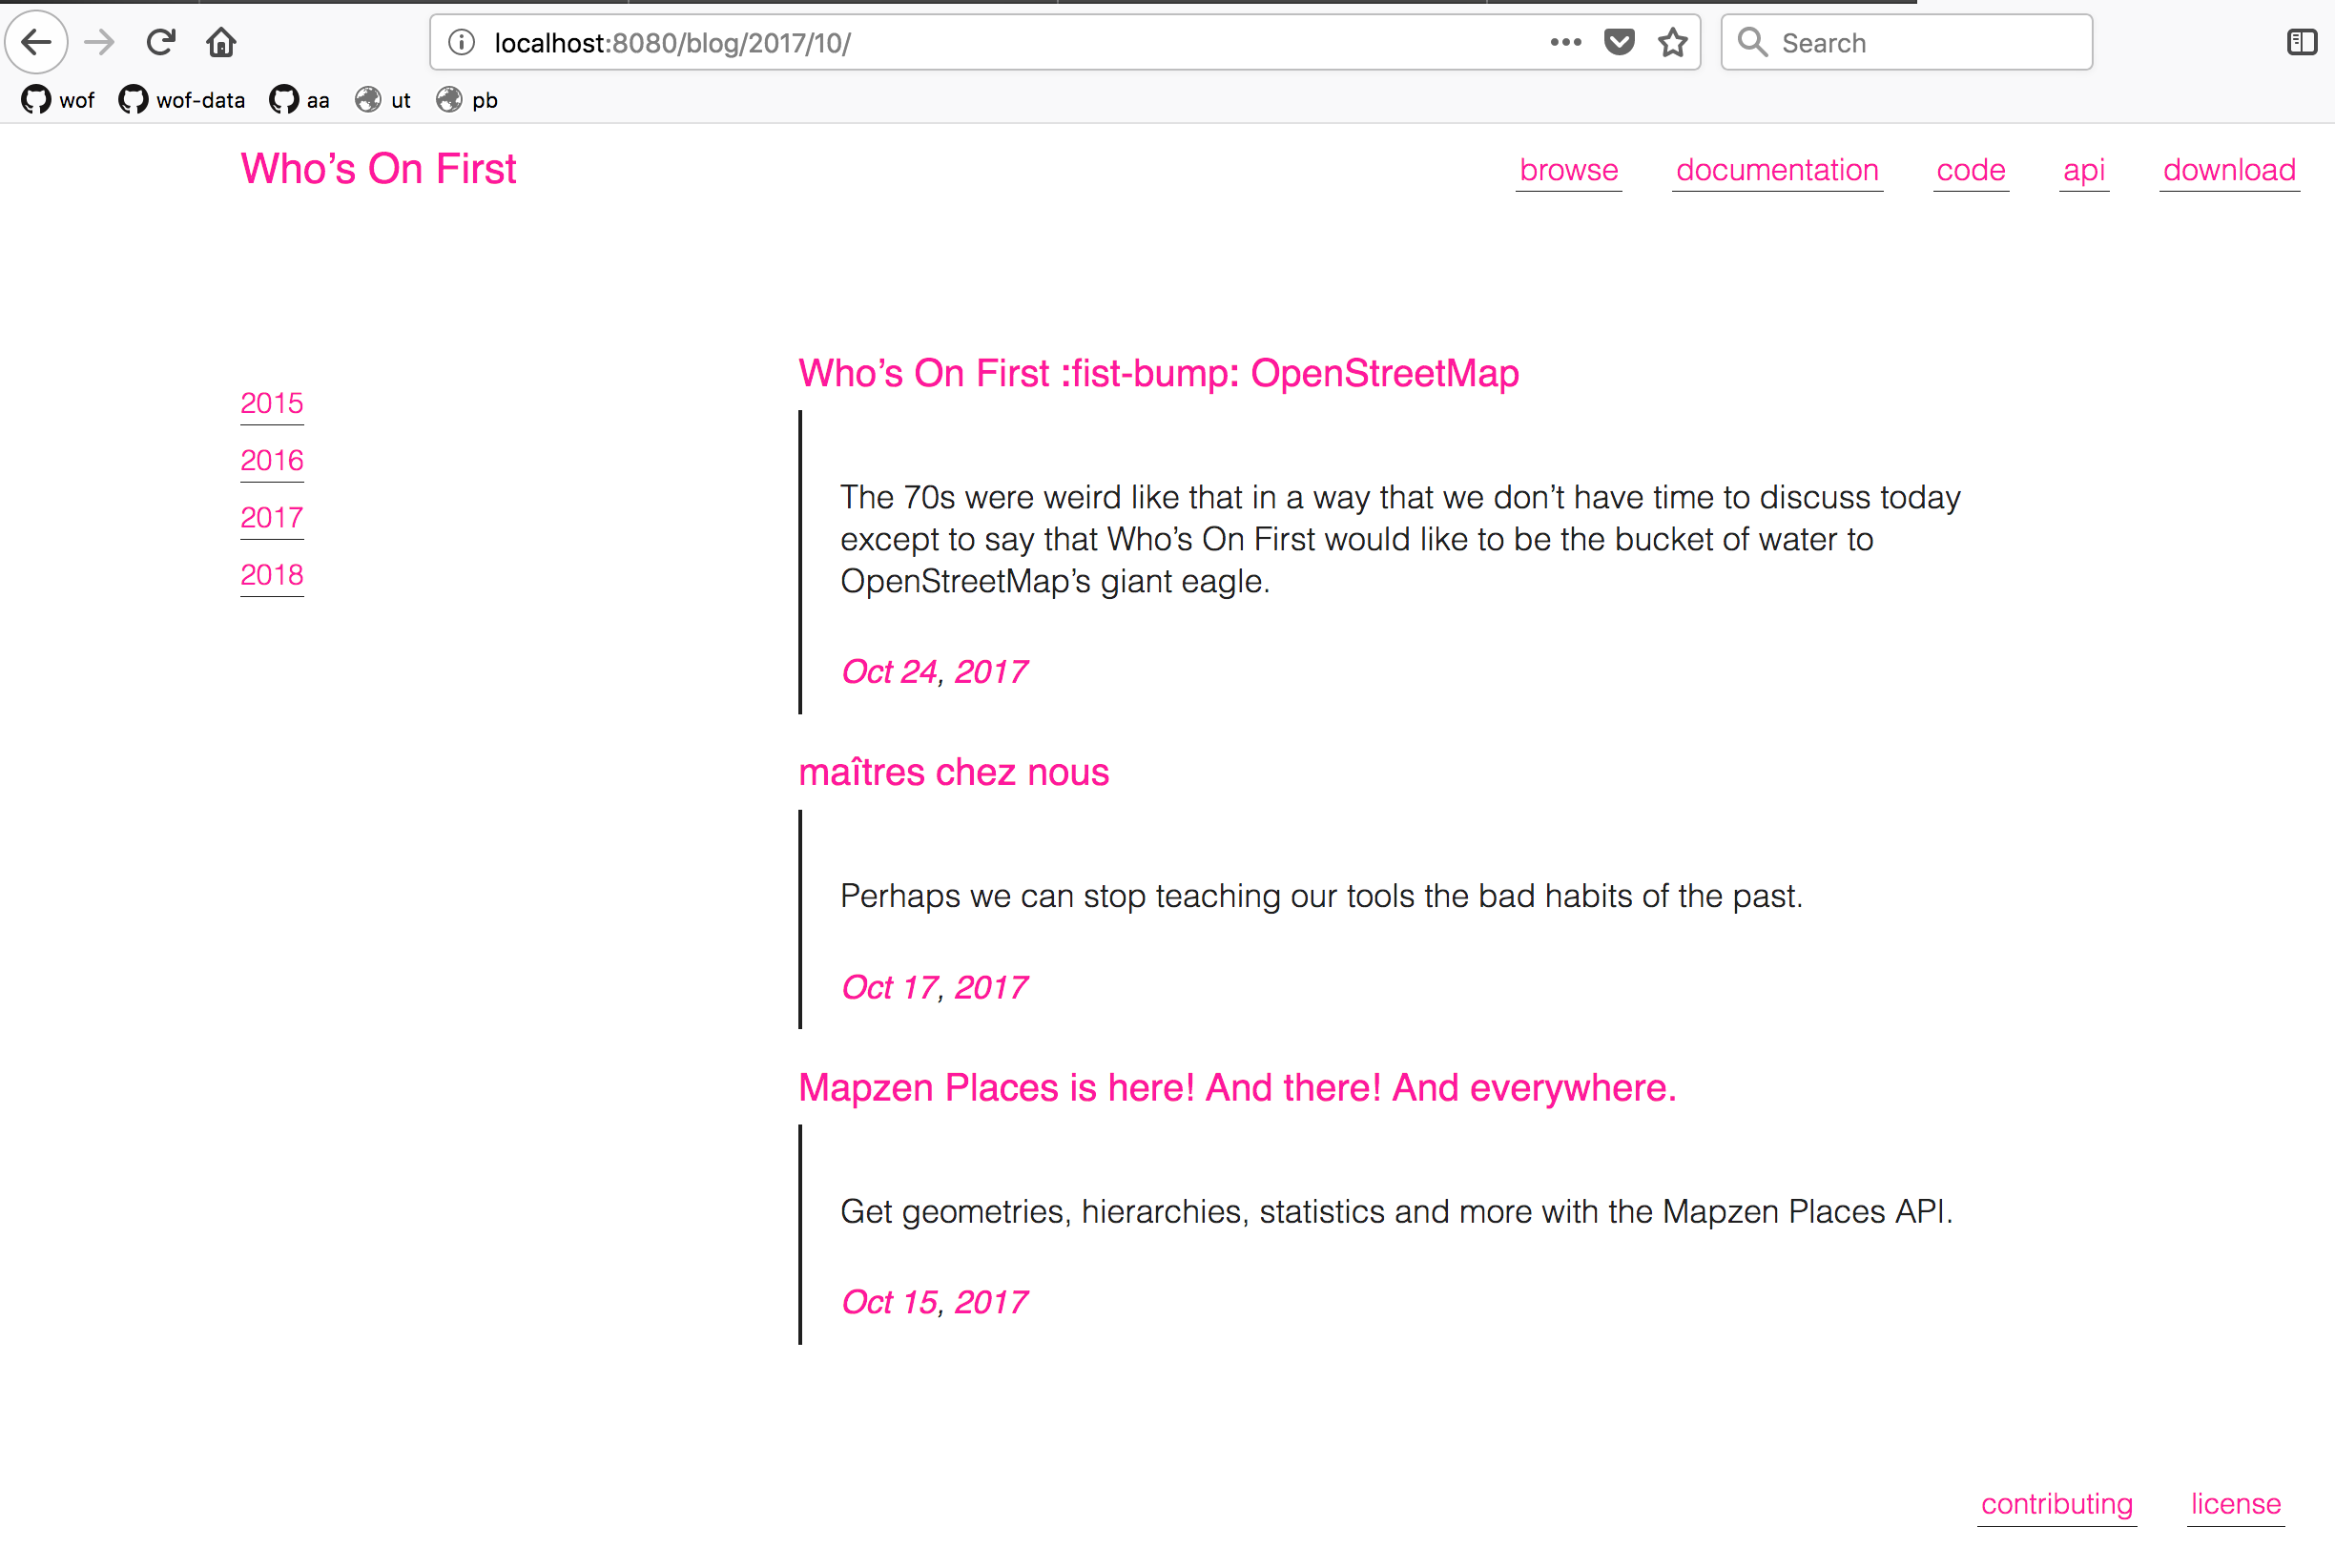 localhost:8080/blog/2017/10/
Search
wof
wof-data
aa
ut
pb
Who’s On First
browse
documentation
code
api
download
2015
2016
2017
2018
Who’s On First :fist-bump: OpenStreetMap
The 70s were weird like that in a way that we don’t have time to discuss today
except to say that Who’s On First would like to be the bucket of water to
OpenStreetMap’s giant eagle.
Oct 24, 2017
maîtres chez nous
Perhaps we can stop teaching our tools the bad habits of the past.
Oct 17, 2017
Mapzen Places is here! And there! And everywhere.
Get geometries, hierarchies, statistics and more with the Mapzen Places API.
Oct 15, 2017
contributing
license